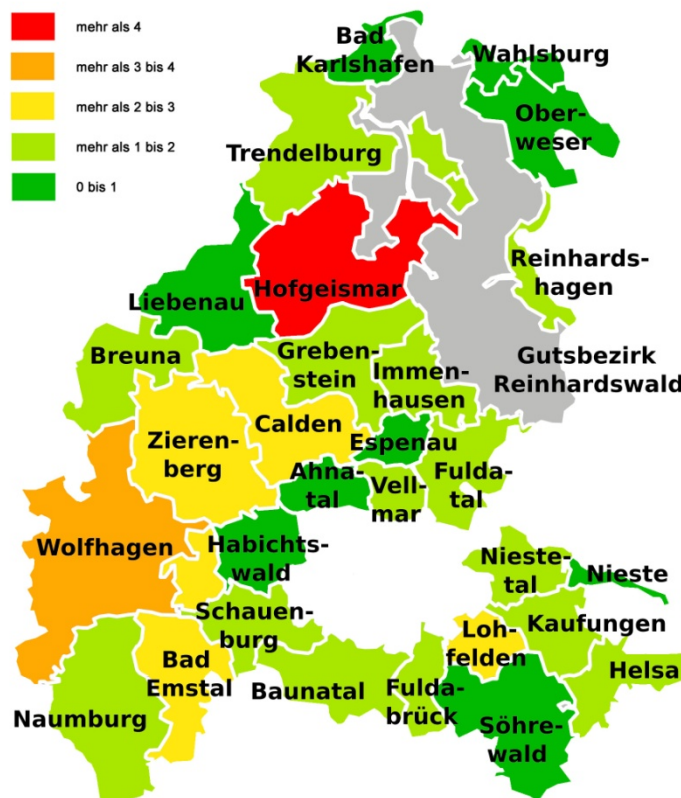 mehr als 4
mehr als 3 bis 4
mehr als 2 bis 3
mehr als 1 bis 2
0 bis 1
Bad
Karlshafen
Wahlsburg
Ober-
weser
Trendelburg
Reinhards-
hagen
Hofgeismar
Liebenau
Breuna
Greben-
stein
Immen-
hausen
Gutsbezirk
Reinhardswald
Zieren-
berg
Calden
Espenau
Ahna-
tal
Vell-
mar
Fulda-
tal
Wolfhagen
Habichts-
wald
Nieste-
tal
Nieste
Schauen-
burg
Loh-
felden
Kaufungen
Bad
Emstal
Baunatal
Fulda-
brück
Helsa
Naumburg
Söhre-
wald